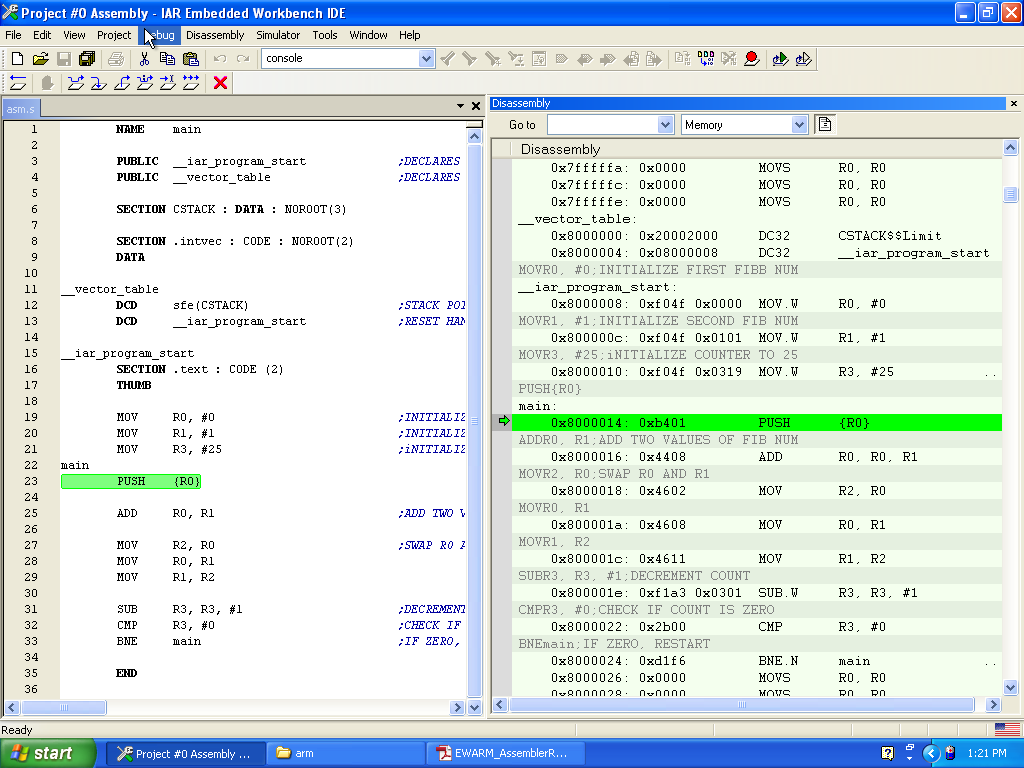 Project #0 Assembly - IAR Embedded Workbench IDE
File Edit View Project Debug Disassembly Simulator Tools Window Help
console
asm.s
1 NAME main
2
3 PUBLIC __iar_program_start ;DECLARES
4 PUBLIC __vector_table ;DECLARES
5
6 SECTION CSTACK : DATA : NOROOT(3)
7
8 SECTION .intvec : CODE : NOROOT(2)
9 DATA
10
11 __vector_table
12 DCD sfe(CSTACK) ;STACK POI
13 DCD __iar_program_start ;RESET HAN
14
15 __iar_program_start
16 SECTION .text : CODE (2)
17 THUMB
18
19 MOV R0, #0 ;INITIALIZ
20 MOV R1, #1 ;INITIALIZ
21 MOV R3, #25 ;iNITIALIZ
22 main
23 PUSH {R0}
24
25 ADD R0, R1 ;ADD TWO V
26
27 MOV R2, R0 ;SWAP R0 A
28 MOV R0, R1
29 MOV R1, R2
30
31 SUB R3, R3, #1 ;DECREMENT
32 CMP R3, #0 ;CHECK IF
33 BNE main ;IF ZERO,
34
35 END
36
Disassembly
Go to Memory
Disassembly
0x7fffffa: 0x0000 MOVS R0, R0
0x7fffffc: 0x0000 MOVS R0, R0
0x7fffffe: 0x0000 MOVS R0, R0
__vector_table:
0x8000000: 0x20002000 DC32 CSTACK$$Limit
0x8000004: 0x08000008 DC32 __iar_program_start
MOVR0, #0;INITIALIZE FIRST FIBB NUM
__iar_program_start:
0x8000008: 0xf04f 0x0000 MOV.W R0, #0
MOVR1, #1;INITIALIZE SECOND FIB NUM
0x800000c: 0xf04f 0x0101 MOV.W R1, #1
MOVR3, #25;iNITIALIZE COUNTER TO 25
0x8000010: 0xf04f 0x0319 MOV.W R3, #25 ..
PUSH{R0}
main:
0x8000014: 0xb401 PUSH {R0}
ADDR0, R1;ADD TWO VALUES OF FIB NUM
0x8000016: 0x4408 ADD R0, R0, R1
MOVR2, R0;SWAP R0 AND R1
0x8000018: 0x4602 MOV R2, R0
MOVR0, R1
0x800001a: 0x4608 MOV R0, R1
MOVR1, R2
0x800001c: 0x4611 MOV R1, R2
SUBR3, R3, #1;DECREMENT COUNT
0x800001e: 0xf1a3 0x0301 SUB.W R3, R3, #1
CMPR3, #0;CHECK IF COUNT IS ZERO
0x8000022: 0x2b00 CMP R3, #0
BNEmain;IF ZERO, RESTART
0x8000024: 0xd1f6 BNE.N main ..
0x8000026: 0x0000 MOVS R0, R0
0x8000028: 0x0000 MOVS R0, R0
Ready
start Project #0 Assembly ... arm EWARM_AssemblerR... 1:21 PM